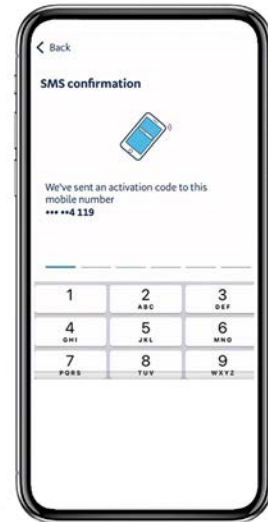 Back
SMS confirmation
We've sent an activation code to this
mobile number
••• ••4 119
1 2 3
ABC DEF
4 5 6
GHI JKL MNO
7 8 9
PQRS TUV WXYZ